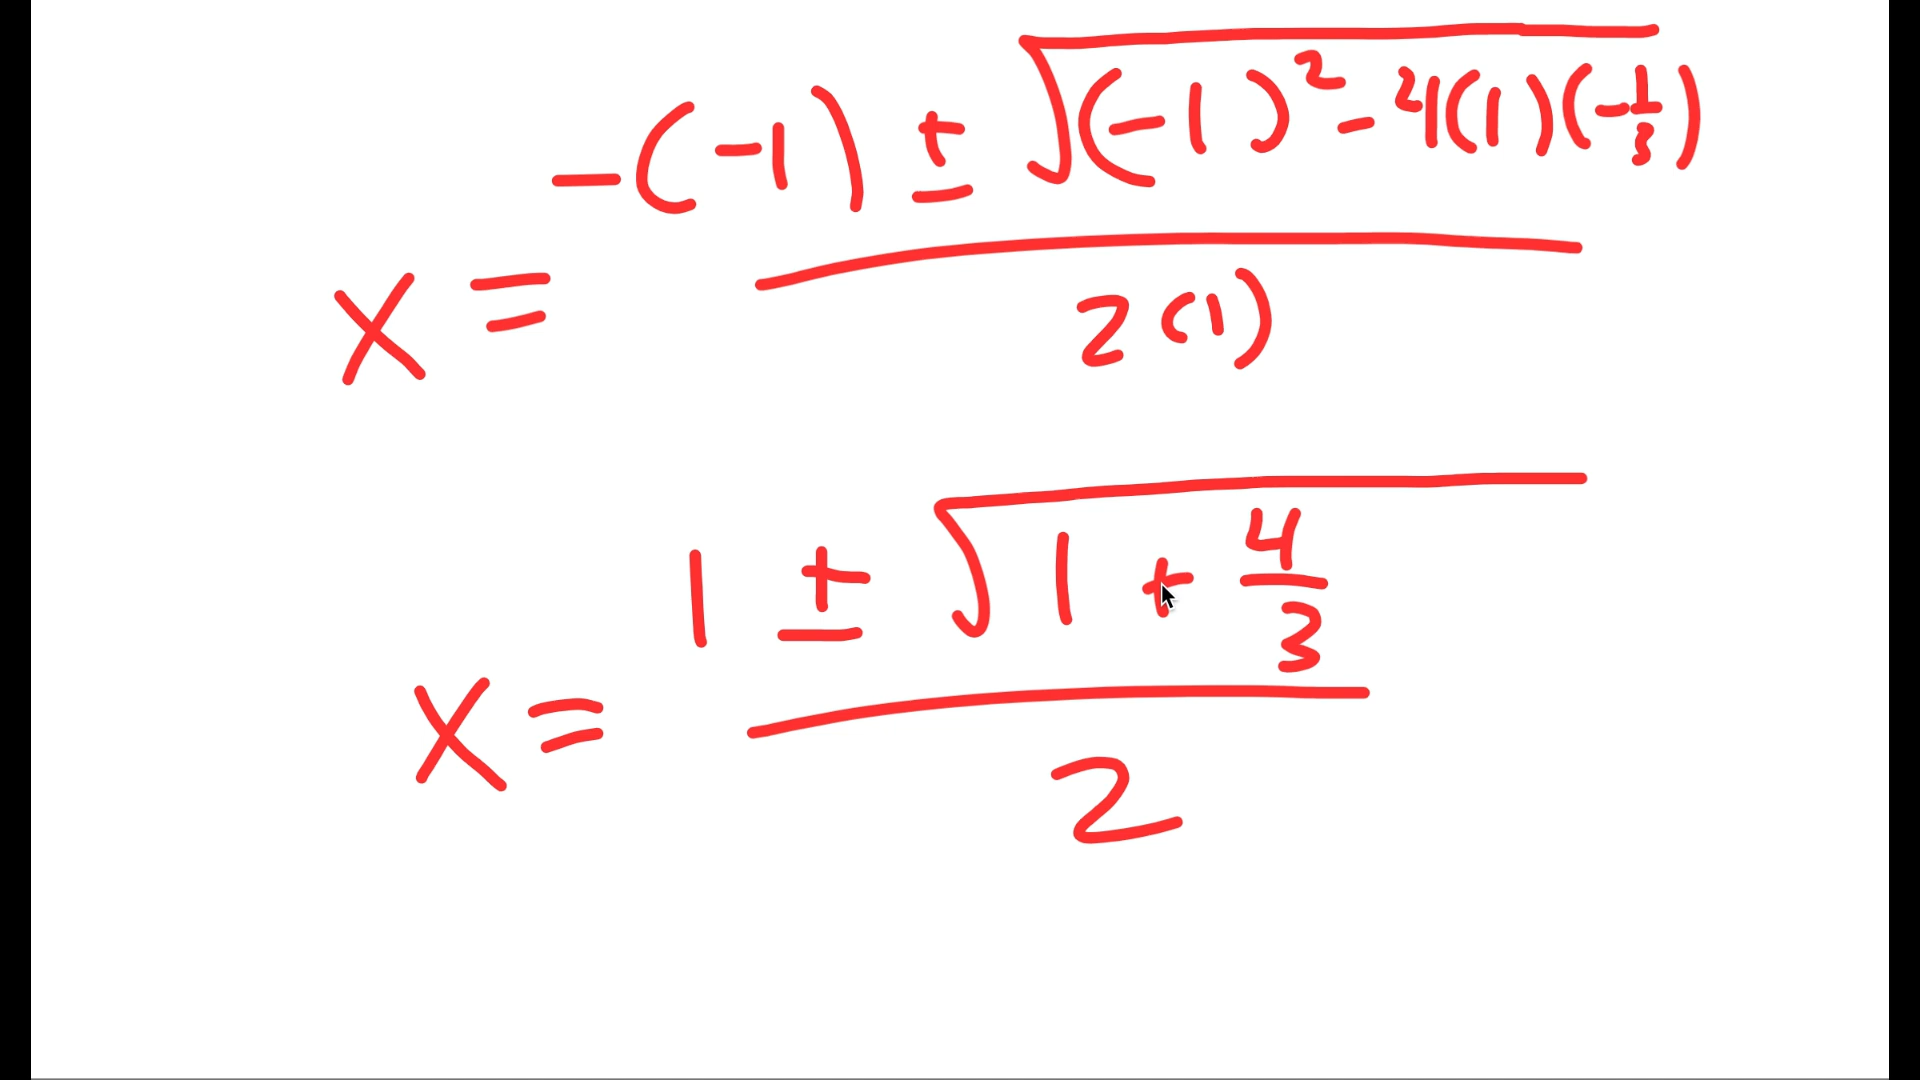 x = (-(-1) ± √((-1)² - 4(1)(-1/3))) / 2(1)
x = (1 ± √(1 + 4/3)) / 2